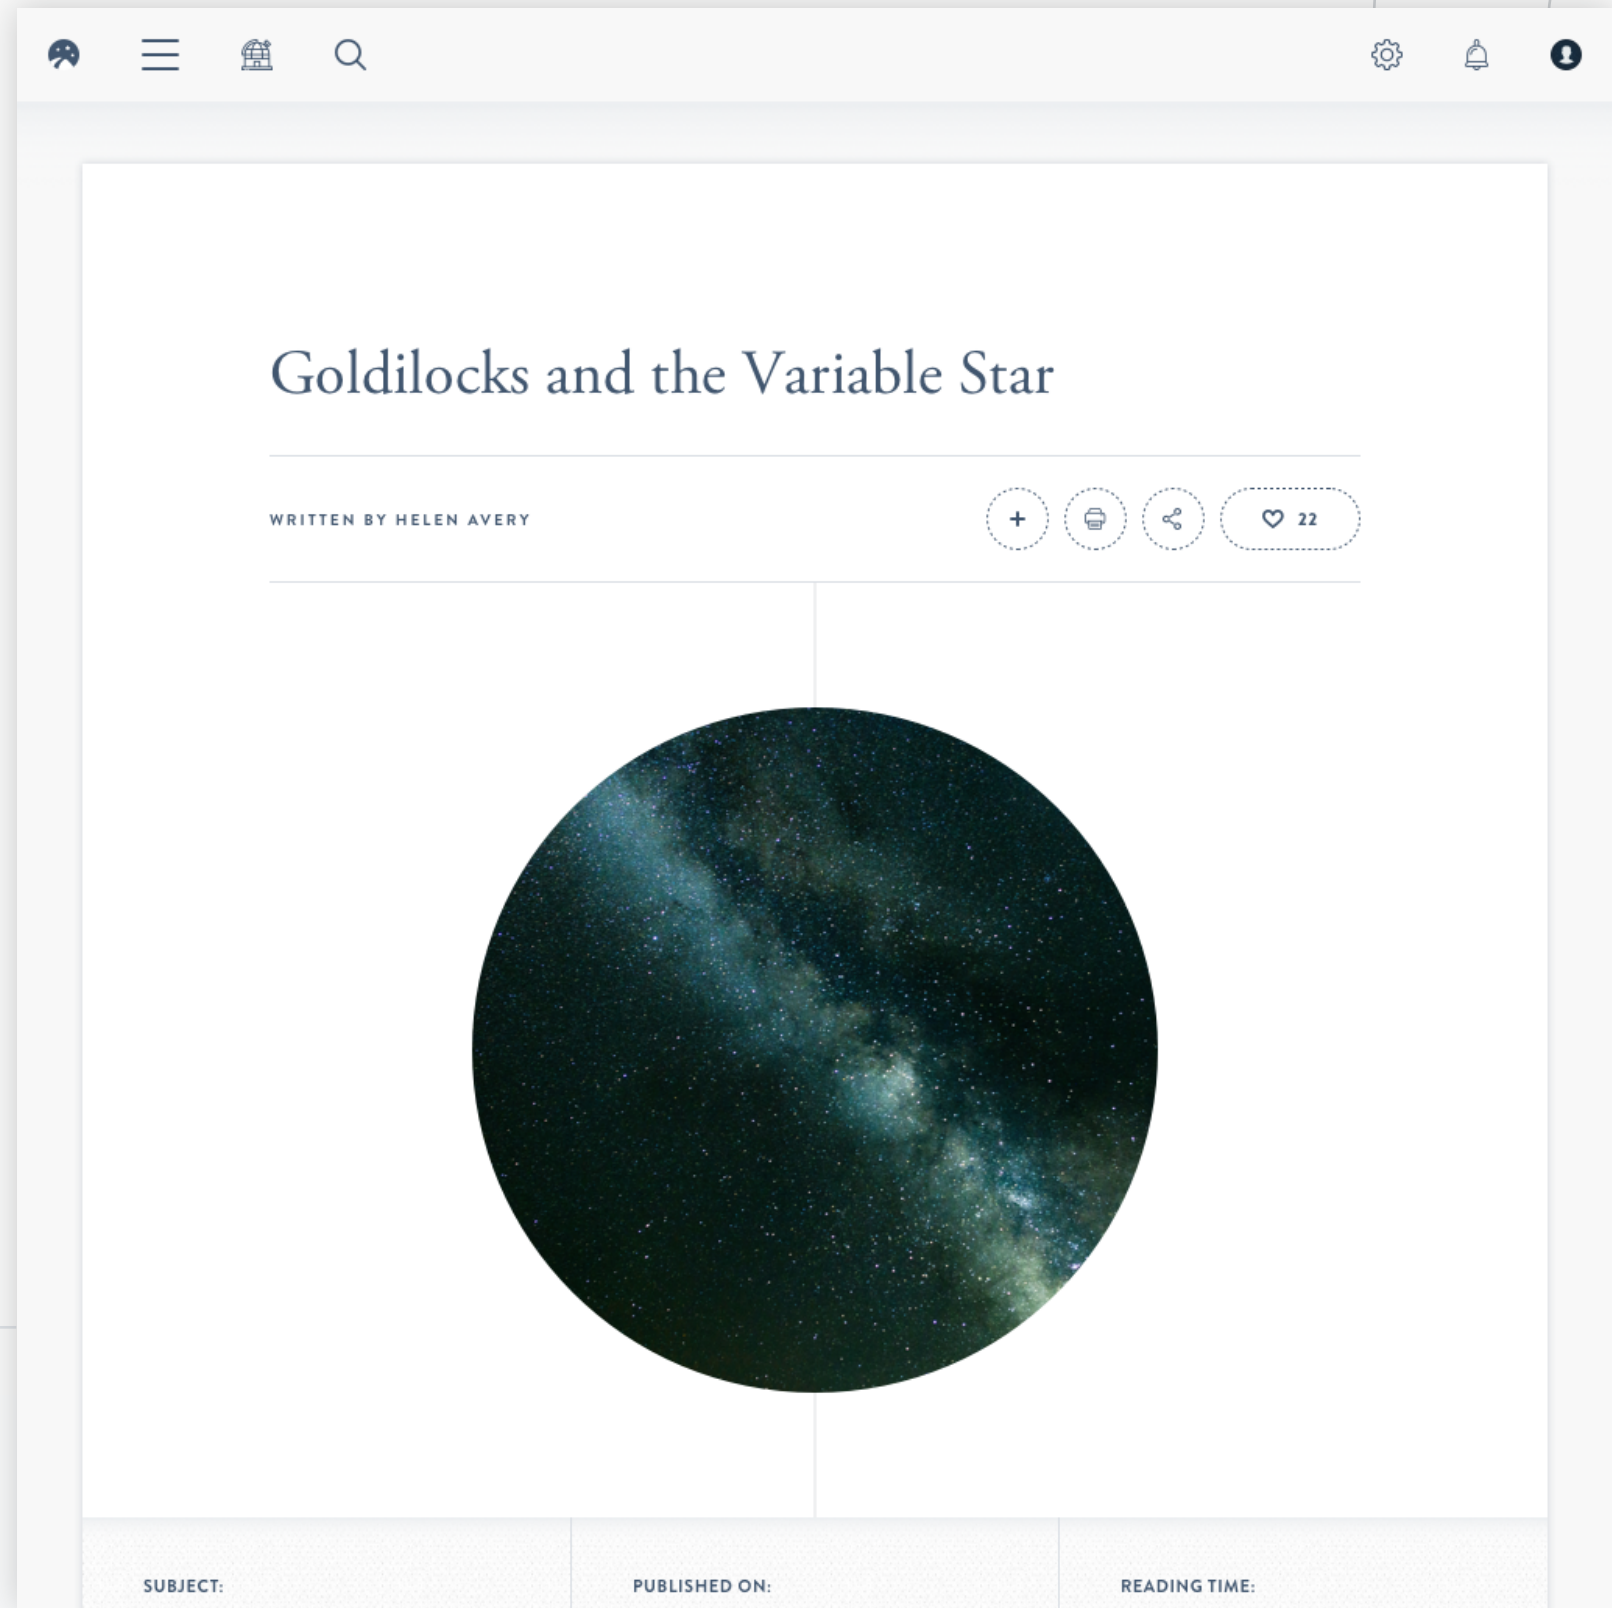 Goldilocks and the Variable Star
WRITTEN BY HELEN AVERY
22
SUBJECT:
PUBLISHED ON:
READING TIME: